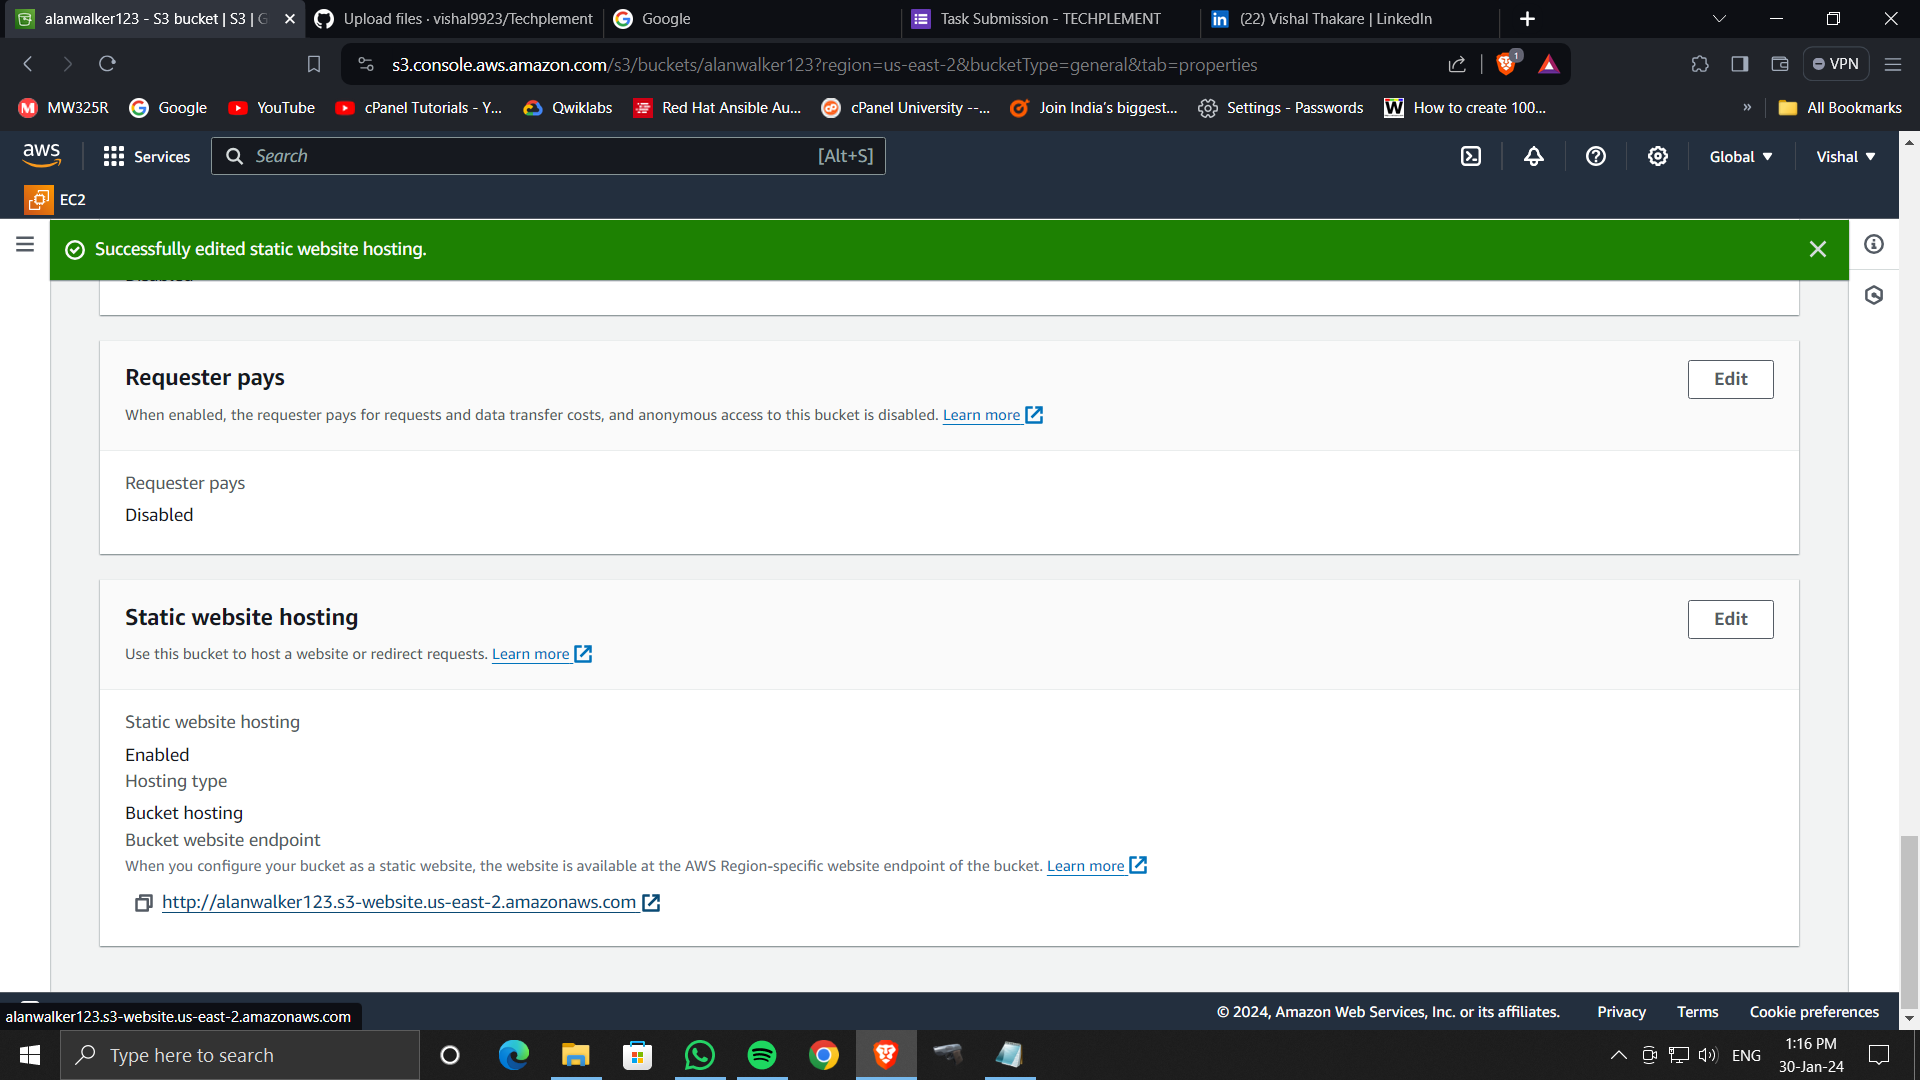 alanwalker123 - S3 bucket | S3 | G
Upload files · vishal9923/Techplement
Google
Task Submission - TECHPLEMENT
(22) Vishal Thakare | LinkedIn
s3.console.aws.amazon.com/s3/buckets/alanwalker123?region=us-east-2&bucketType=general&tab=properties
1
VPN
MW325R
Google
YouTube
cPanel Tutorials - Y...
Qwiklabs
Red Hat Ansible Au...
cPanel University --...
Join India's biggest...
Settings - Passwords
How to create 100...
»
All Bookmarks
aws
Services
Search
[Alt+S]
Global
Vishal
EC2
Successfully edited static website hosting.
Requester pays
Edit
When enabled, the requester pays for requests and data transfer costs, and anonymous access to this bucket is disabled. Learn more
Requester pays
Disabled
Static website hosting
Edit
Use this bucket to host a website or redirect requests. Learn more
Static website hosting
Enabled
Hosting type
Bucket hosting
Bucket website endpoint
When you configure your bucket as a static website, the website is available at the AWS Region-specific website endpoint of the bucket. Learn more
http://alanwalker123.s3-website.us-east-2.amazonaws.com
© 2024, Amazon Web Services, Inc. or its affiliates.
Privacy
Terms
Cookie preferences
alanwalker123.s3-website.us-east-2.amazonaws.com
Type here to search
ENG
1:16 PM
30-Jan-24